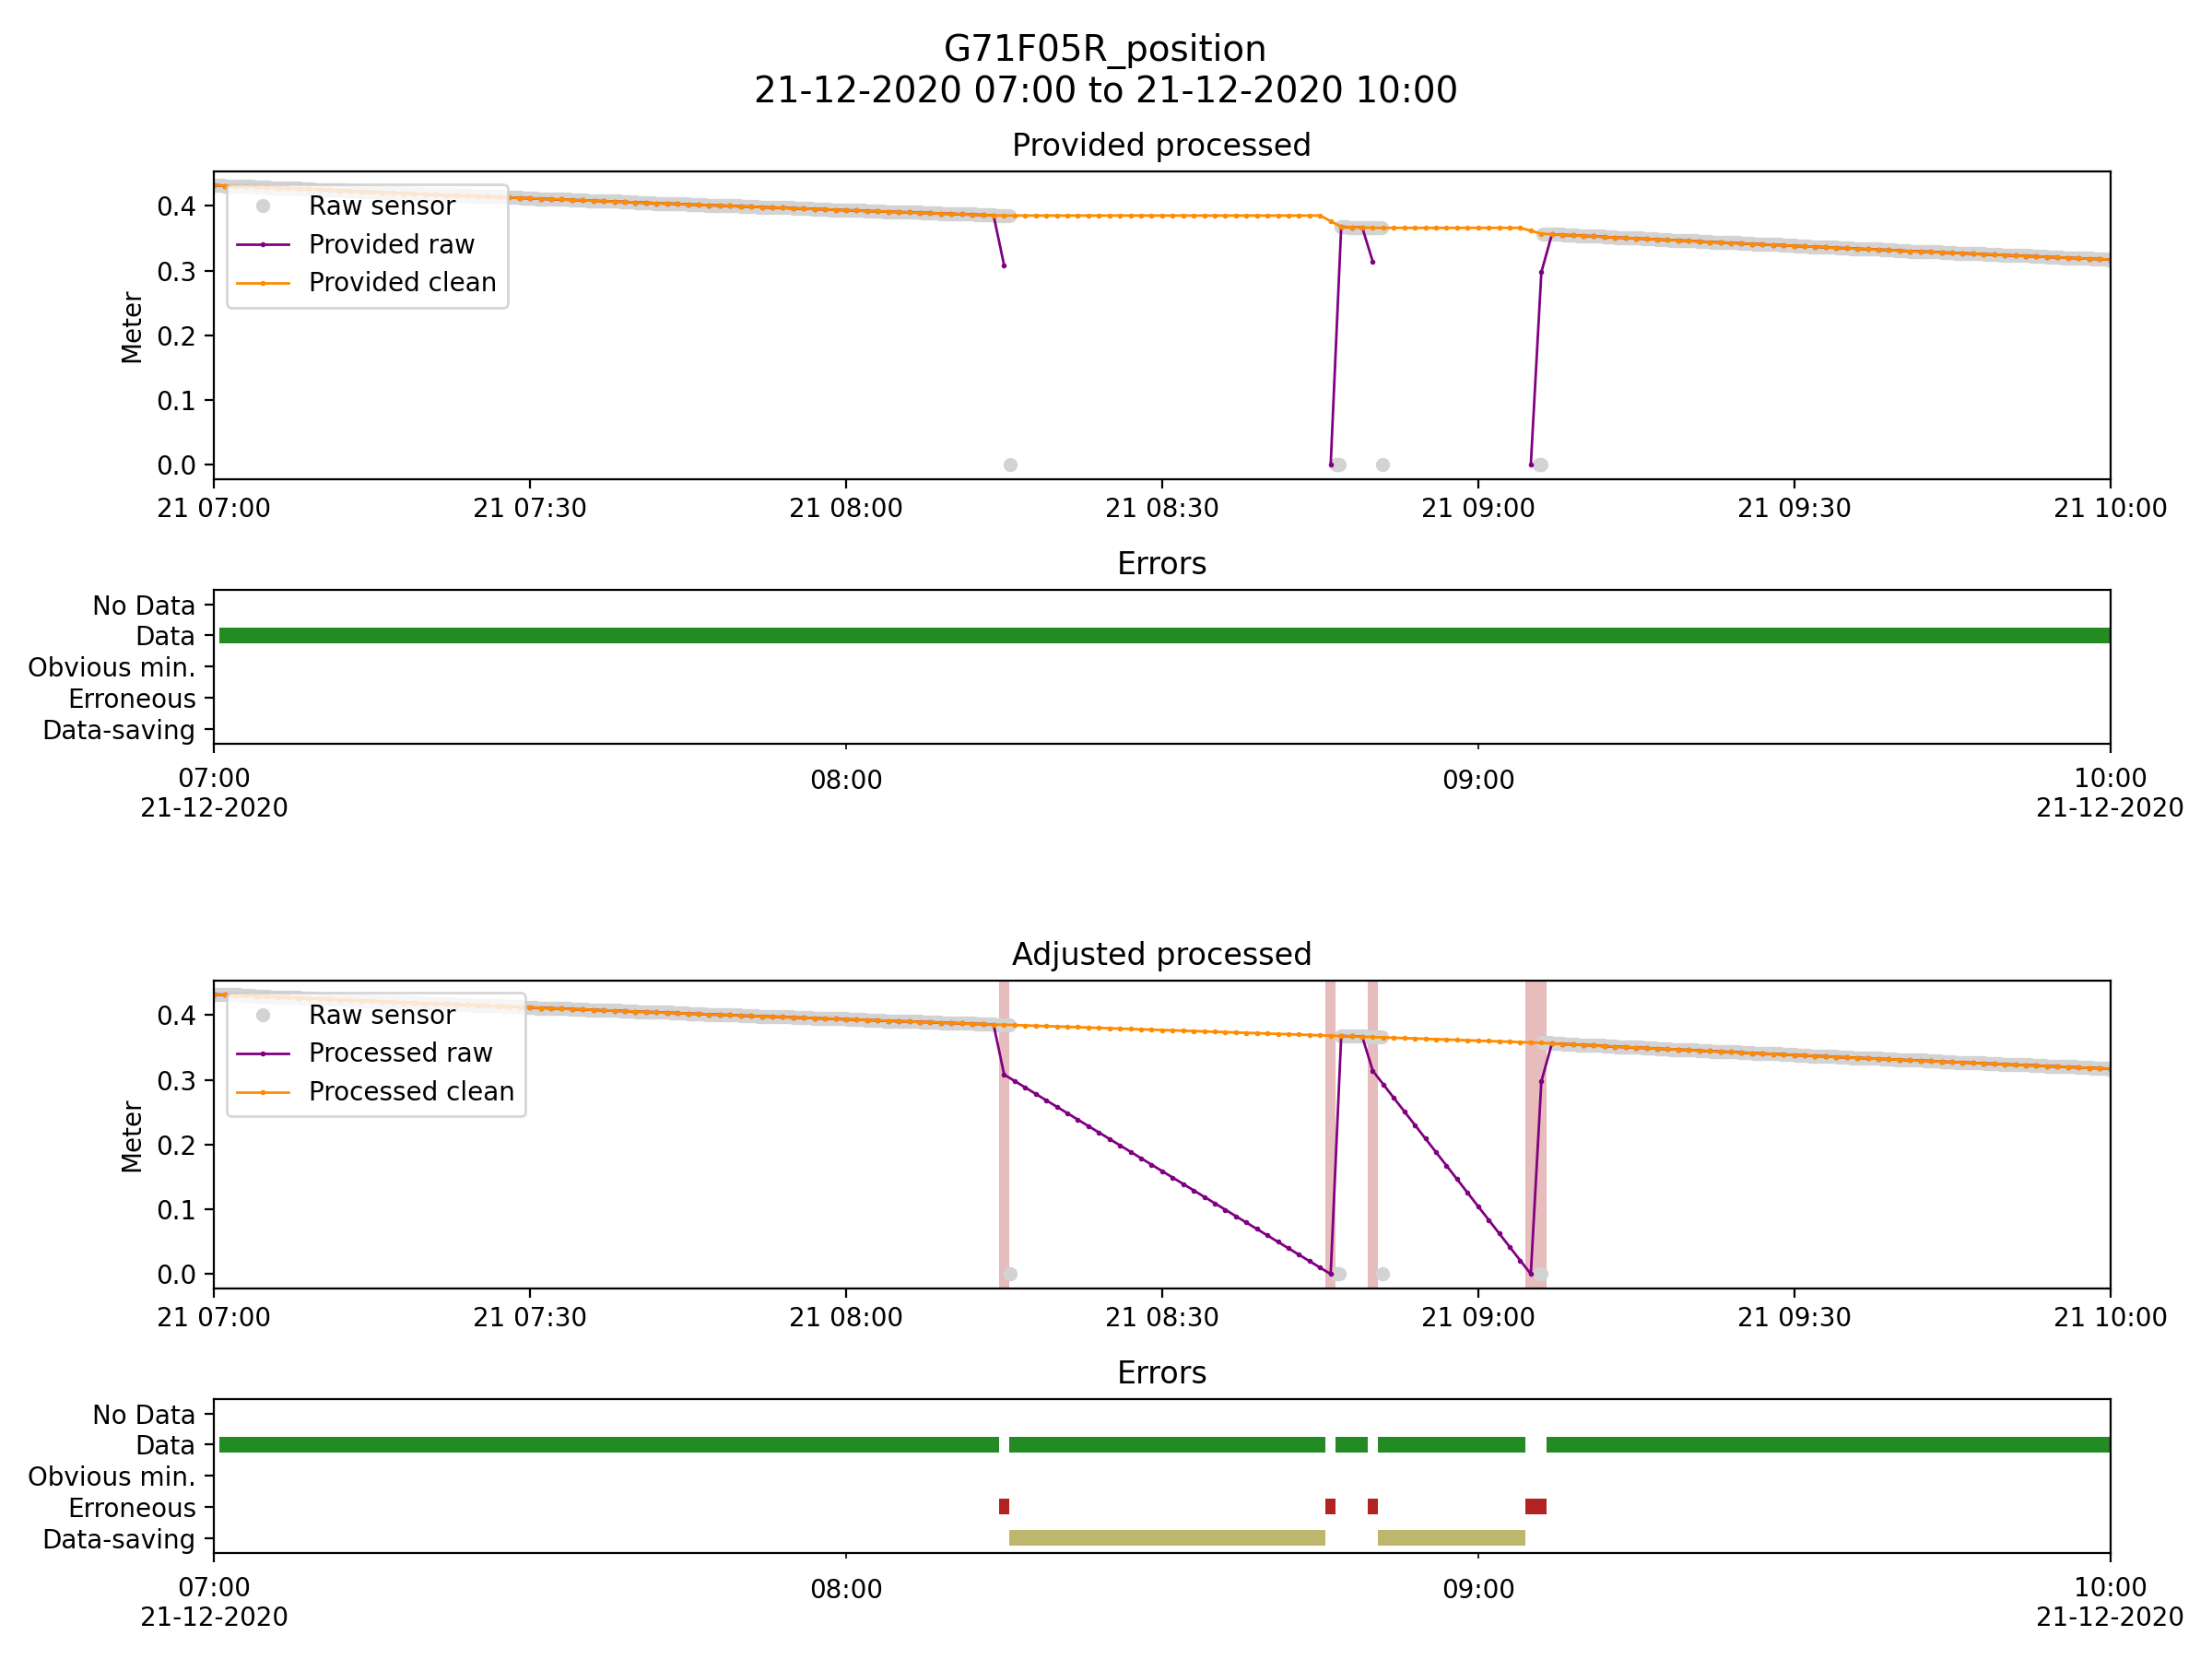 G71F05R_position
21-12-2020 07:00 to 21-12-2020 10:00
Provided processed
Meter
0.4
0.3
0.2
0.1
0.0
Raw sensor
Provided raw
Provided clean
21 07:00 21 07:30 21 08:00 21 08:30 21 09:00 21 09:30 21 10:00
Errors
No Data
Data
Obvious min.
Erroneous
Data-saving
07:00 08:00 09:00 10:00
21-12-2020 21-12-2020
Adjusted processed
Meter
0.4
0.3
0.2
0.1
0.0
Raw sensor
Processed raw
Processed clean
21 07:00 21 07:30 21 08:00 21 08:30 21 09:00 21 09:30 21 10:00
Errors
No Data
Data
Obvious min.
Erroneous
Data-saving
07:00 08:00 09:00 10:00
21-12-2020 21-12-2020